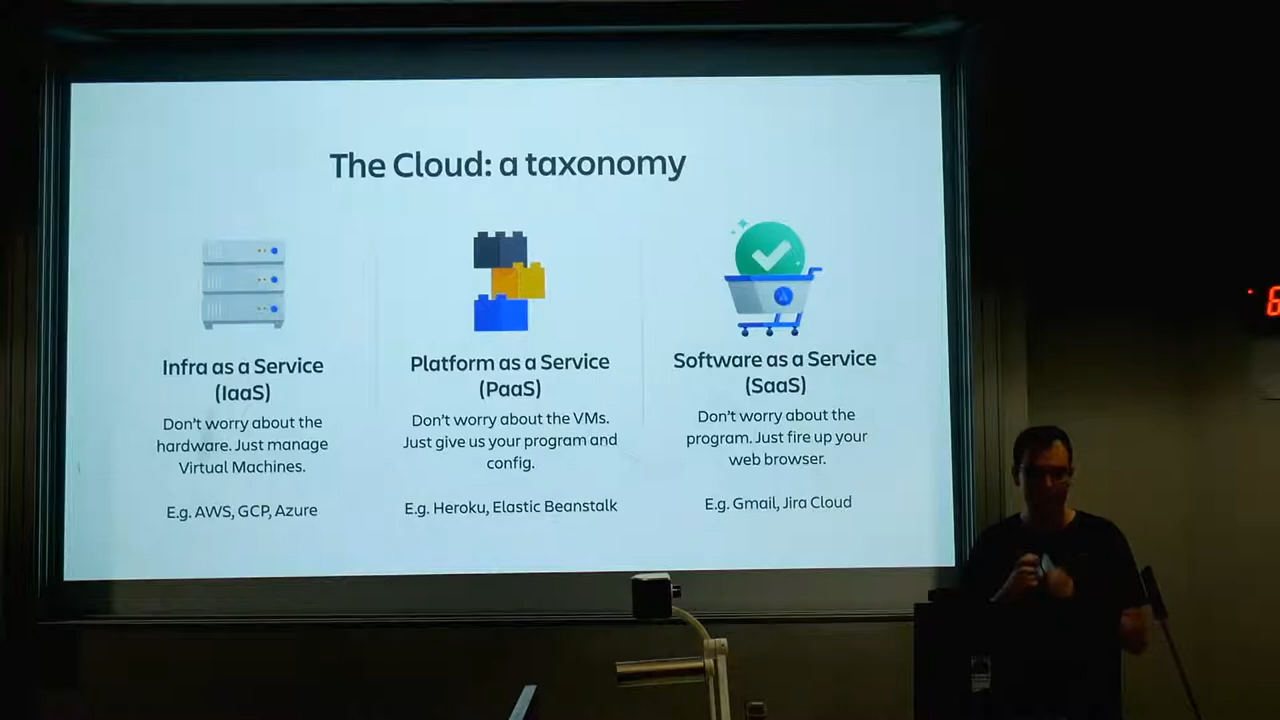 The Cloud: a taxonomy
Infra as a Service
(IaaS)
Don't worry about the
hardware. Just manage
Virtual Machines.
E.g. AWS, GCP, Azure
Platform as a Service
(PaaS)
Don't worry about the VMs.
Just give us your program and
config.
E.g. Heroku, Elastic Beanstalk
Software as a Service
(SaaS)
Don't worry about the
program. Just fire up your
web browser.
E.g. Gmail, Jira Cloud